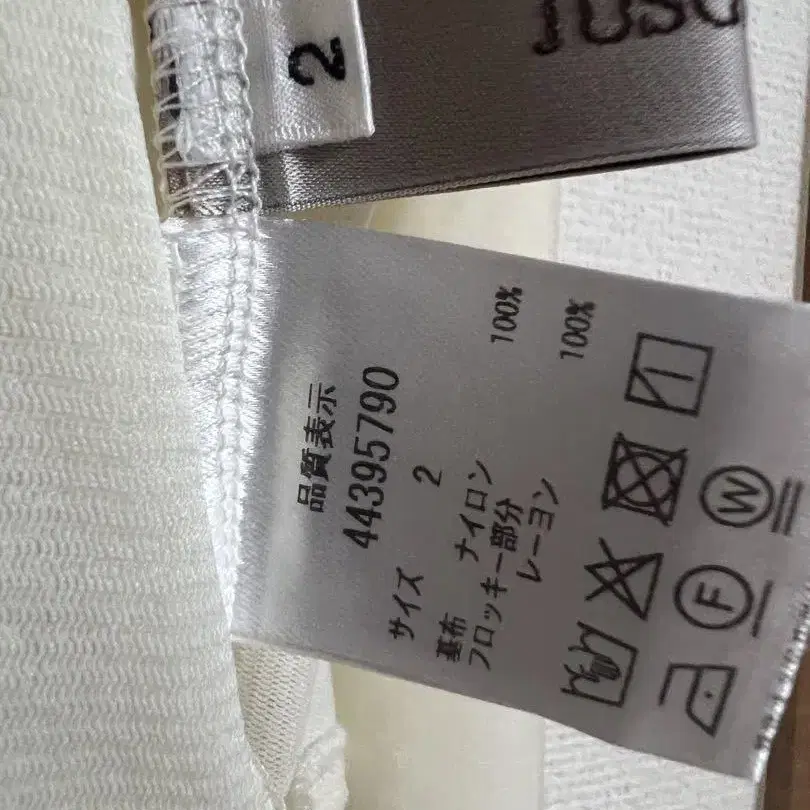 2
JUSG
品質表示
44395790
サイズ 2
基布 ナイロン 100%
フロッキー部分
レーヨン 100%
W
F